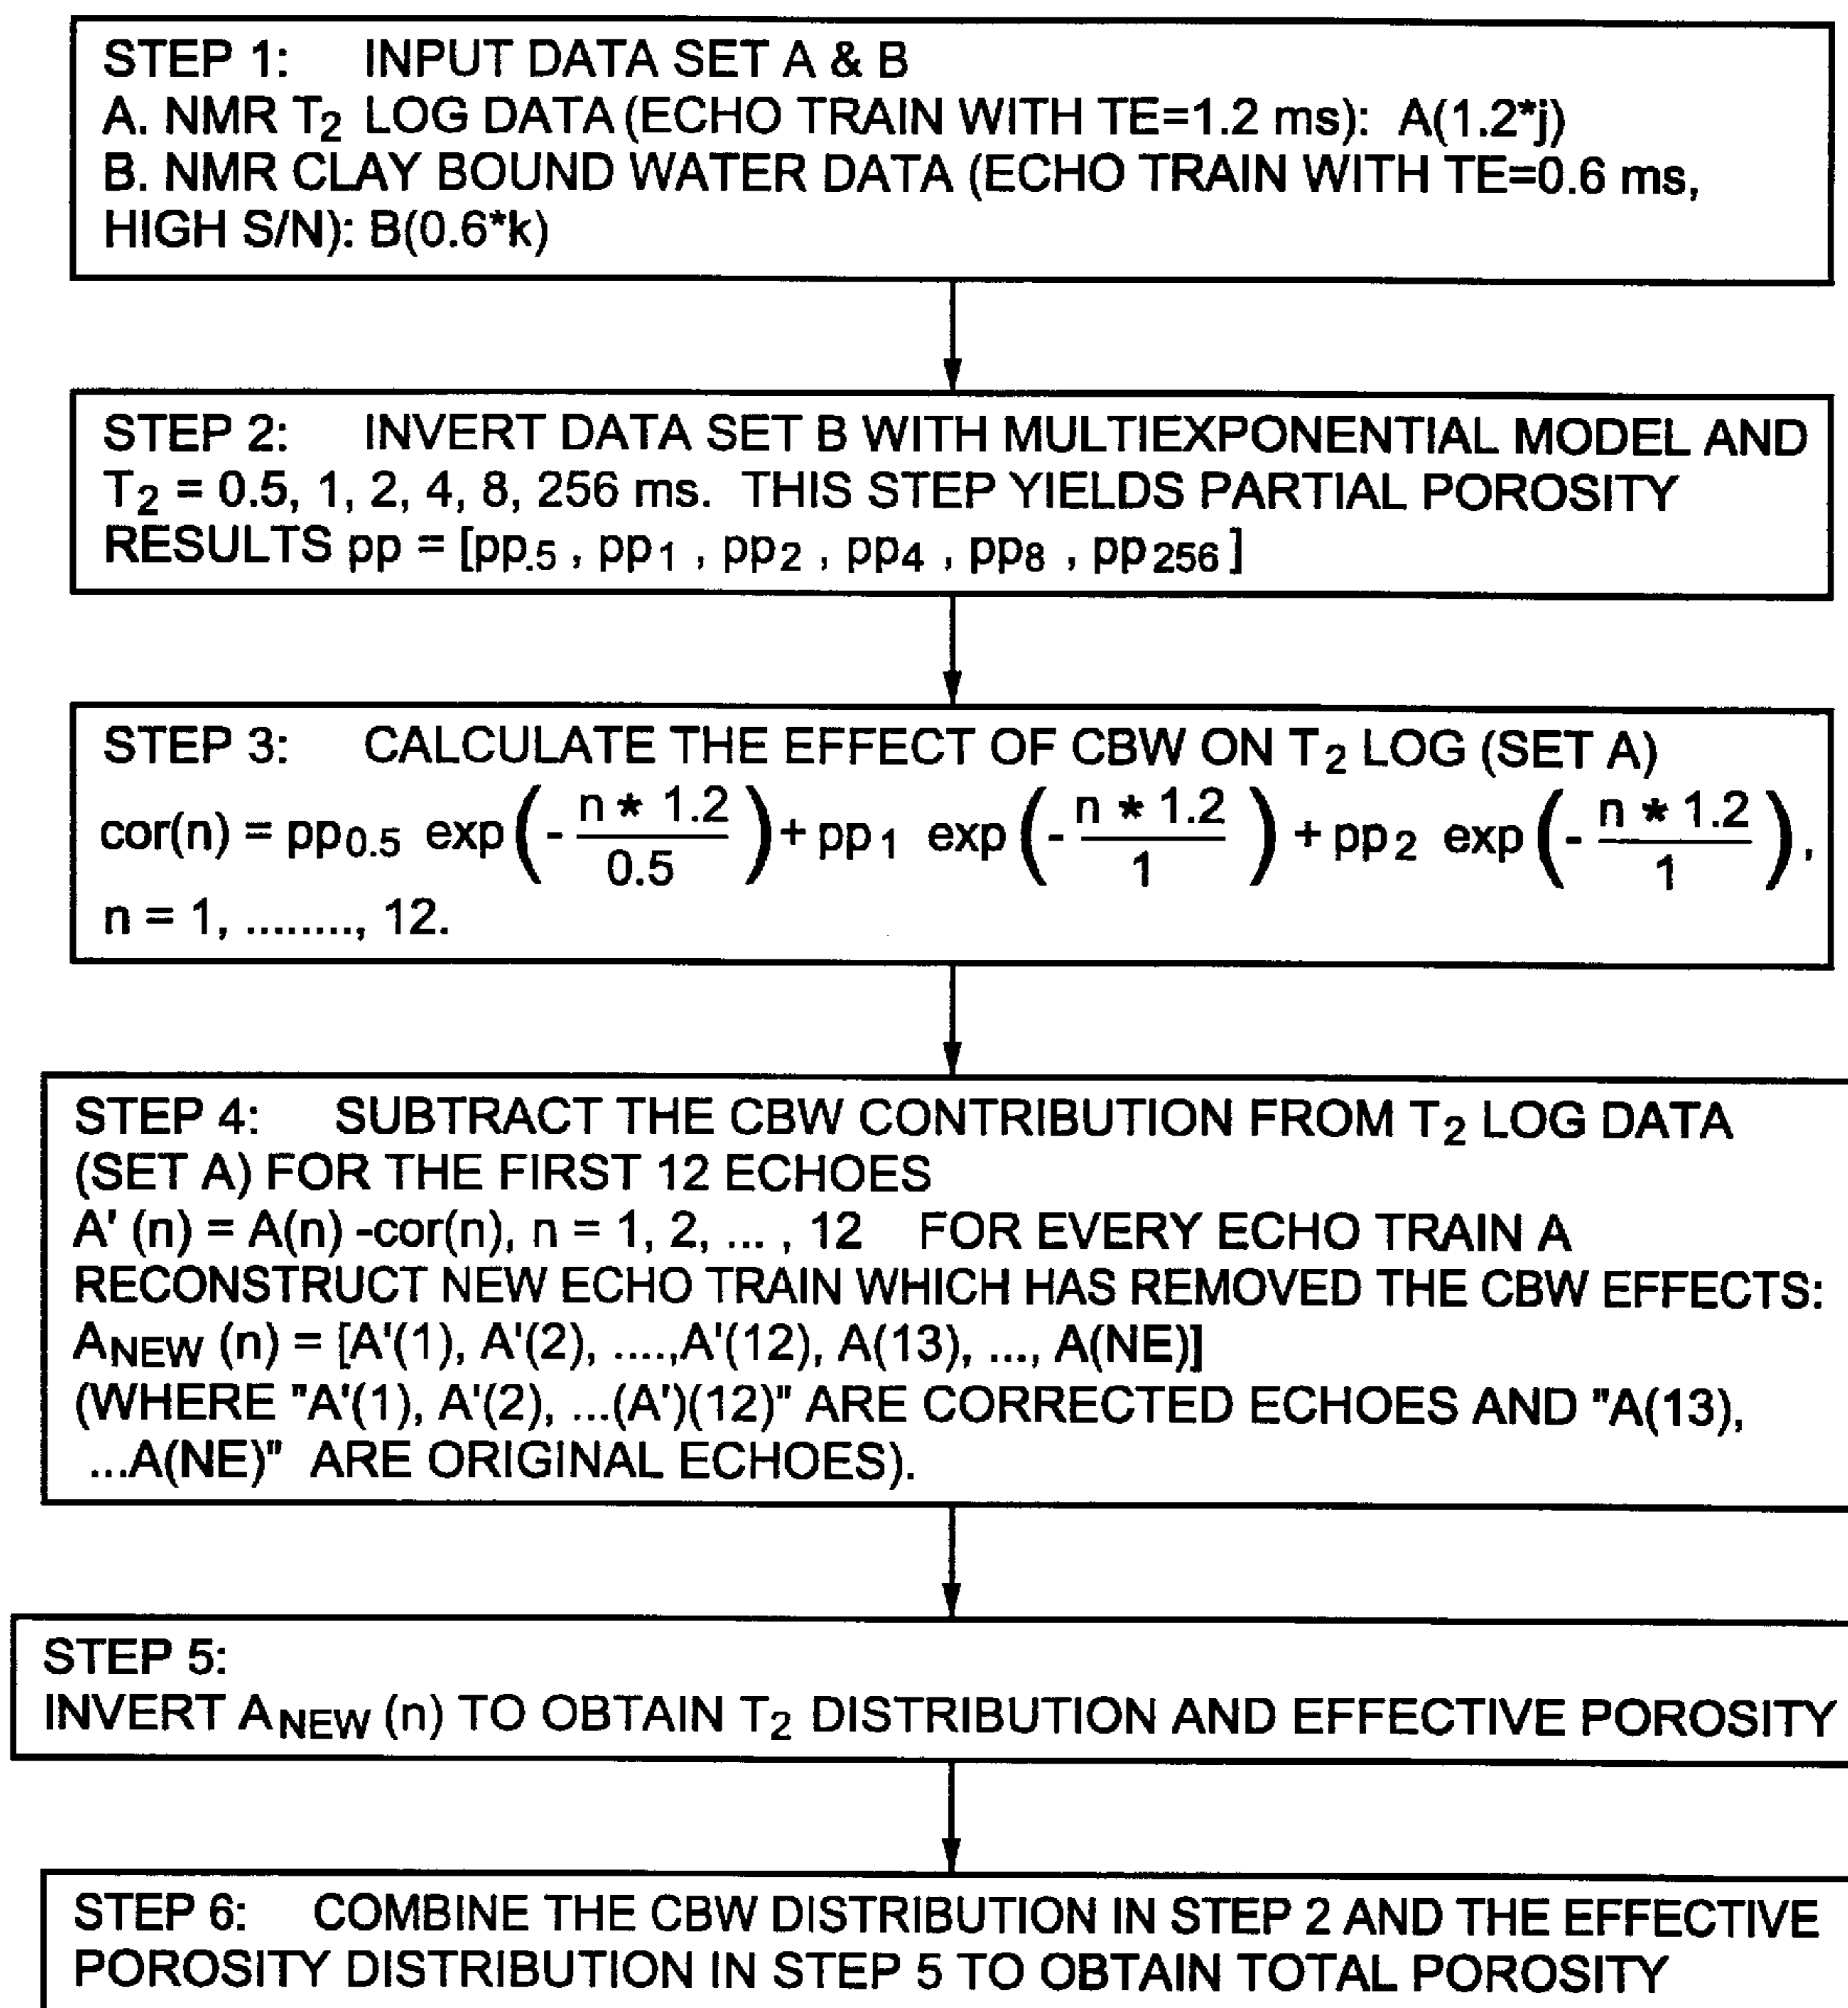 STEP 1: INPUT DATA SET A & B
A. NMR T₂ LOG DATA (ECHO TRAIN WITH TE=1.2 ms): A(1.2*j)
B. NMR CLAY BOUND WATER DATA (ECHO TRAIN WITH TE=0.6 ms,
HIGH S/N): B(0.6*k)
STEP 2: INVERT DATA SET B WITH MULTIEXPONENTIAL MODEL AND
T₂ = 0.5, 1, 2, 4, 8, 256 ms. THIS STEP YIELDS PARTIAL POROSITY
RESULTS pp = [pp.₅ , pp₁ , pp₂ , pp₄ , pp₈ , pp₂₅₆ ]
STEP 3: CALCULATE THE EFFECT OF CBW ON T₂ LOG (SET A)
cor(n) = pp₀.₅ exp(- n * 1.2 / 0.5) + pp₁ exp(- n * 1.2 / 1) + pp₂ exp(- n * 1.2 / 1),
n = 1, ........, 12.
STEP 4: SUBTRACT THE CBW CONTRIBUTION FROM T₂ LOG DATA
(SET A) FOR THE FIRST 12 ECHOES
A' (n) = A(n) -cor(n), n = 1, 2, ... , 12 FOR EVERY ECHO TRAIN A
RECONSTRUCT NEW ECHO TRAIN WHICH HAS REMOVED THE CBW EFFECTS:
A_NEW (n) = [A'(1), A'(2), ....,A'(12), A(13), ..., A(NE)]
(WHERE "A'(1), A'(2), ...(A')(12)" ARE CORRECTED ECHOES AND "A(13),
...A(NE)" ARE ORIGINAL ECHOES).
STEP 5:
INVERT A_NEW (n) TO OBTAIN T₂ DISTRIBUTION AND EFFECTIVE POROSITY
STEP 6: COMBINE THE CBW DISTRIBUTION IN STEP 2 AND THE EFFECTIVE
POROSITY DISTRIBUTION IN STEP 5 TO OBTAIN TOTAL POROSITY